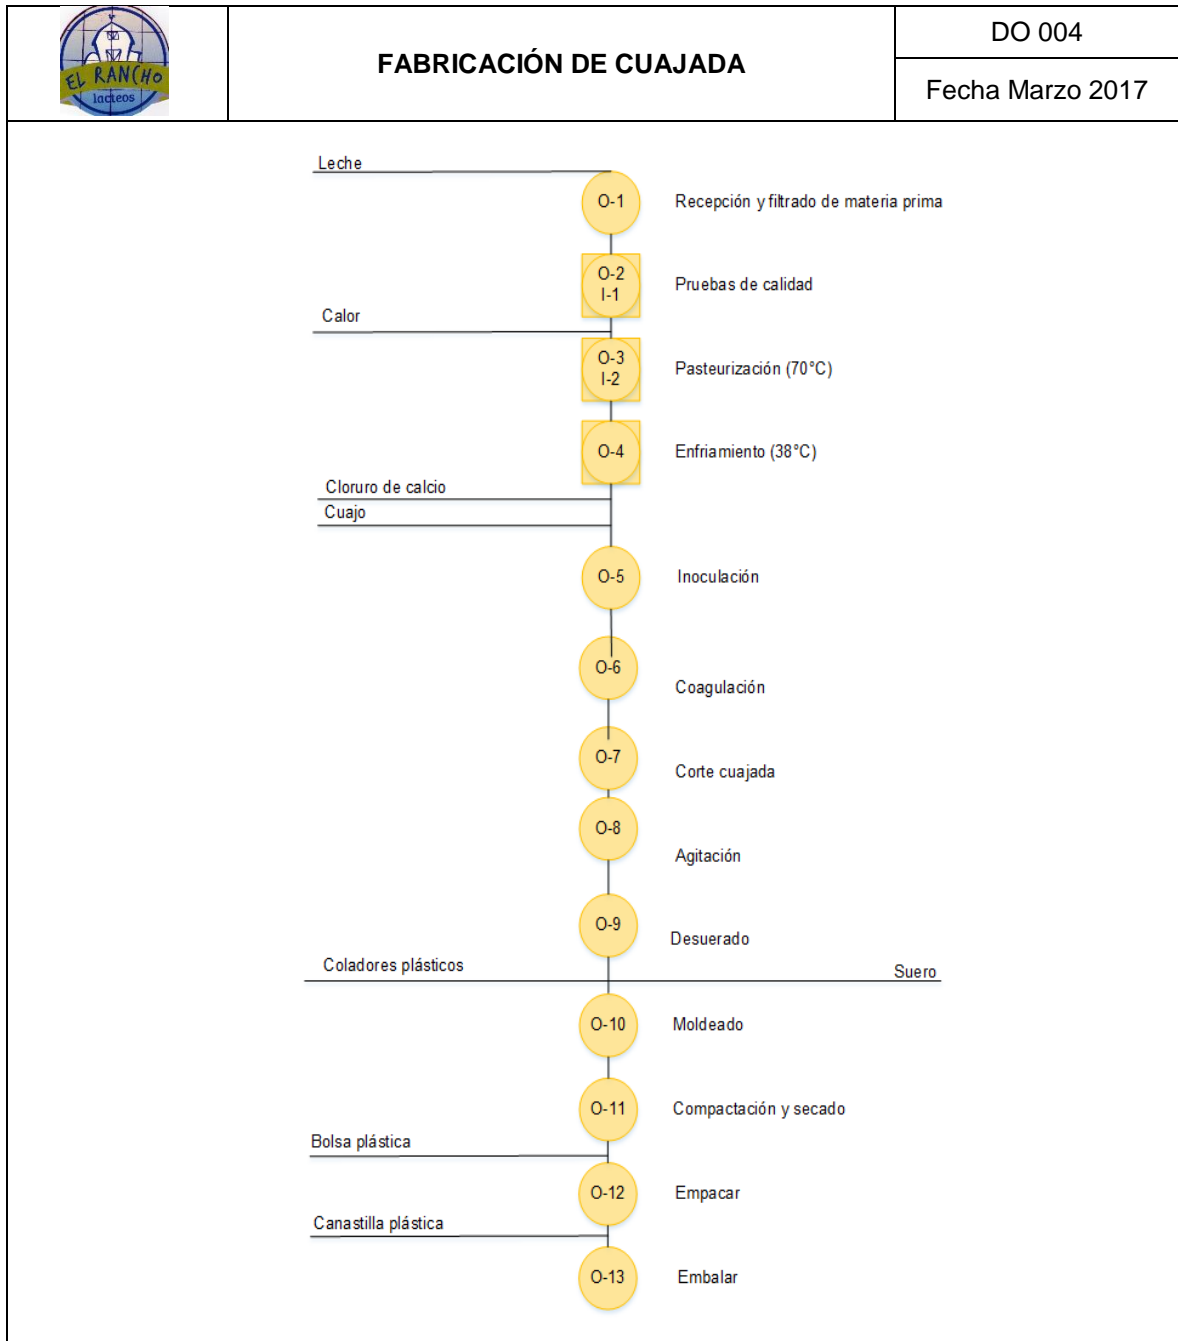 EL RANCHO
lacteos
FABRICACIÓN DE CUAJADA
DO 004
Fecha Marzo 2017
Leche
O-1
Recepción y filtrado de materia prima
O-2
I-1
Pruebas de calidad
Calor
O-3
I-2
Pasteurización (70°C)
O-4
Enfriamiento (38°C)
Cloruro de calcio
Cuajo
O-5
Inoculación
O-6
Coagulación
O-7
Corte cuajada
O-8
Agitación
O-9
Desuerado
Coladores plásticos
Suero
O-10
Moldeado
O-11
Compactación y secado
Bolsa plástica
O-12
Empacar
Canastilla plástica
O-13
Embalar